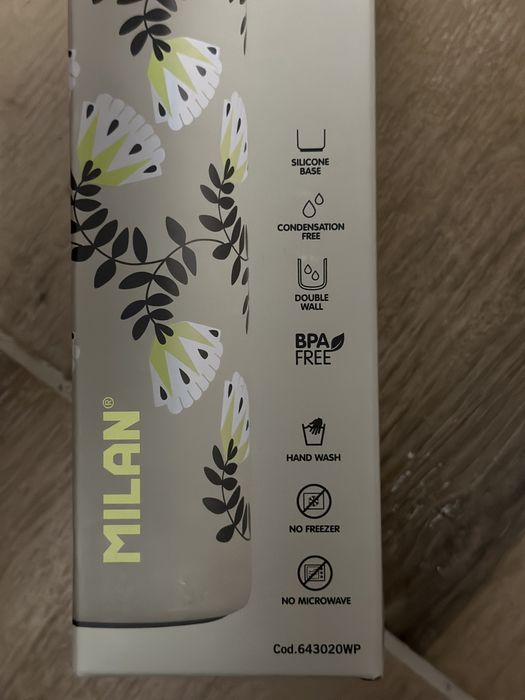 MILAN®
SILICONE
BASE
CONDENSATION
FREE
DOUBLE
WALL
BPA
FREE
HAND WASH
NO FREEZER
NO MICROWAVE
Cod.643020WP